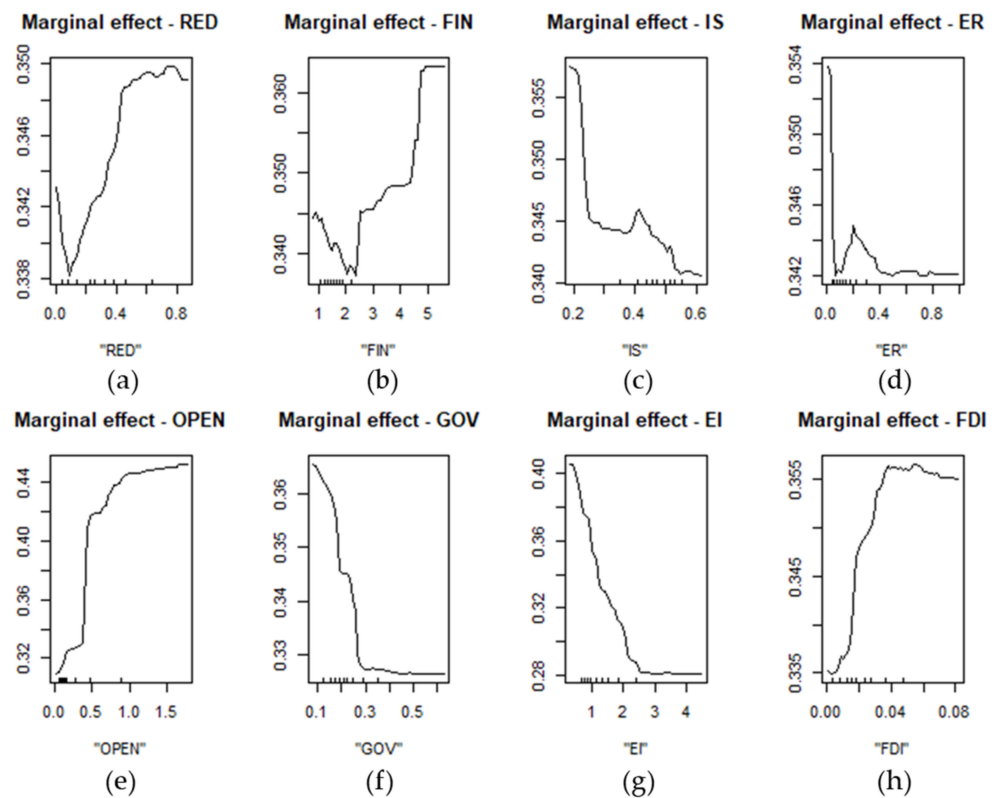 Marginal effect - RED
0.338 0.342 0.346 0.350
0.0 0.4 0.8
"RED"
(a)
Marginal effect - FIN
0.340 0.350 0.360
1 2 3 4 5
"FIN"
(b)
Marginal effect - IS
0.340 0.345 0.350 0.355
0.2 0.4 0.6
"IS"
(c)
Marginal effect - ER
0.342 0.346 0.350 0.354
0.0 0.4 0.8
"ER"
(d)
Marginal effect - OPEN
0.32 0.36 0.40 0.44
0.0 0.5 1.0 1.5
"OPEN"
(e)
Marginal effect - GOV
0.33 0.34 0.35 0.36
0.1 0.3 0.5
"GOV"
(f)
Marginal effect - EI
0.28 0.32 0.36 0.40
1 2 3 4
"EI"
(g)
Marginal effect - FDI
0.335 0.345 0.355
0.00 0.04 0.08
"FDI"
(h)